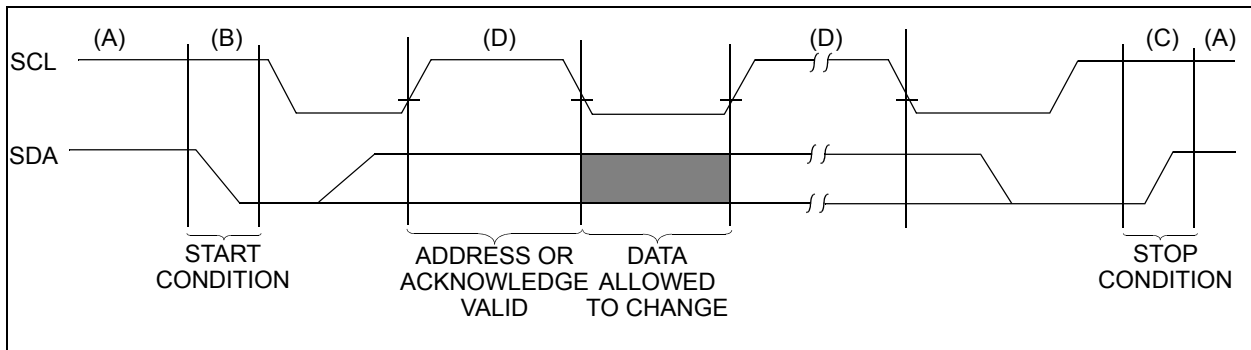 (A) (B) (D) (D) (C) (A)
SCL
SDA
START
CONDITION
ADDRESS OR
ACKNOWLEDGE
VALID
DATA
ALLOWED
TO CHANGE
STOP
CONDITION